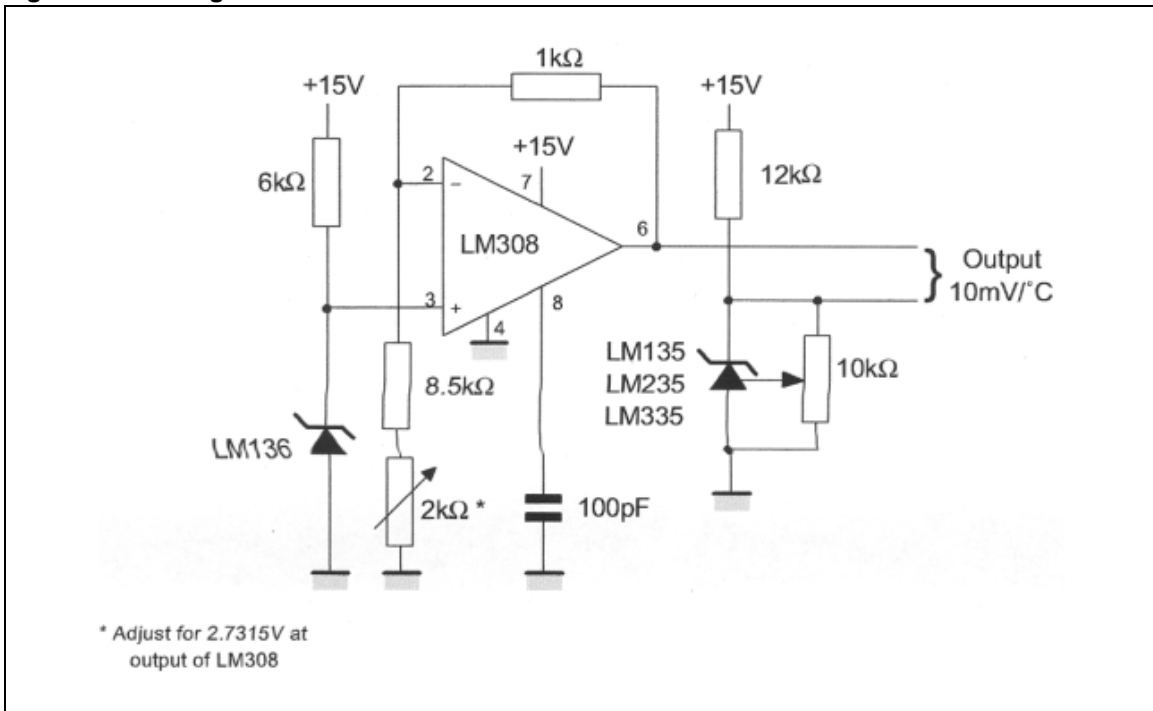 1kΩ
+15V
+15V
+15V
6kΩ
12kΩ
2
−
7
LM308
6
3
+
8
4
Output
10mV/˚C
}
LM135
LM235
LM335
10kΩ
8.5kΩ
LM136
2kΩ *
100pF
* Adjust for 2.7315V at
output of LM308